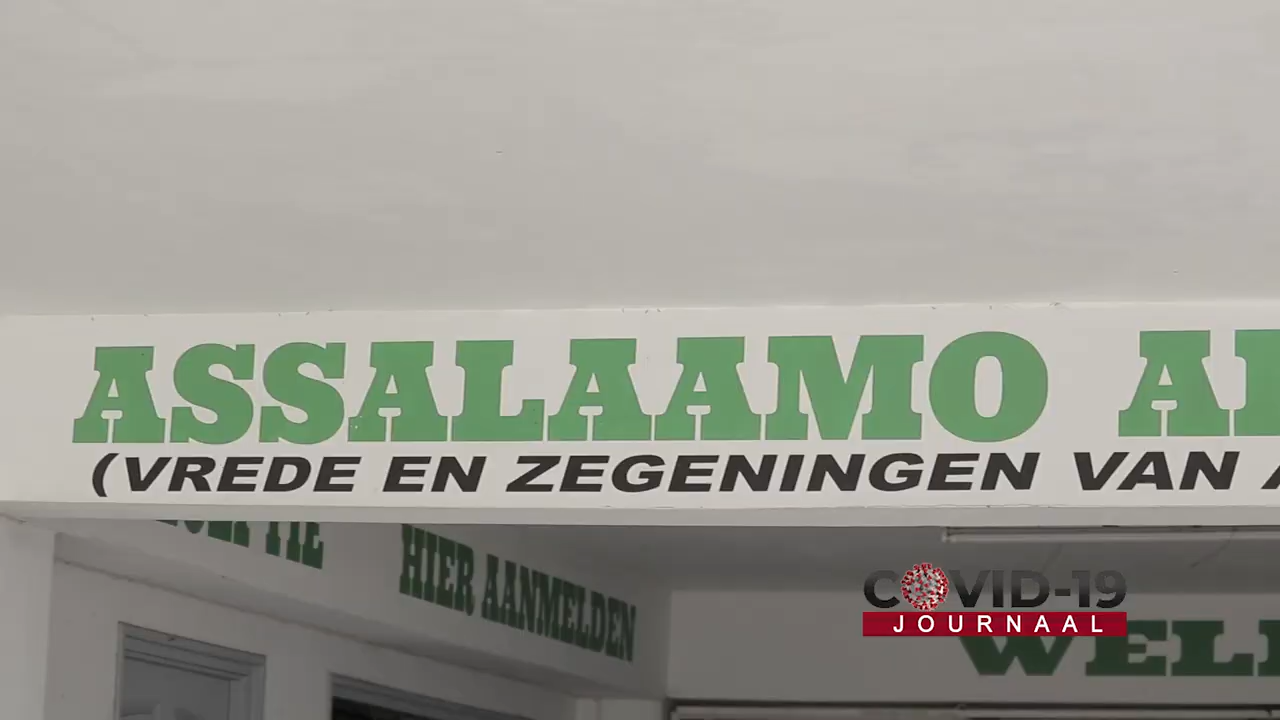 ASSALAAMO
(VREDE EN ZEGENINGEN VAN
HIER AANMELDEN
COVID-19
JOURNAAL